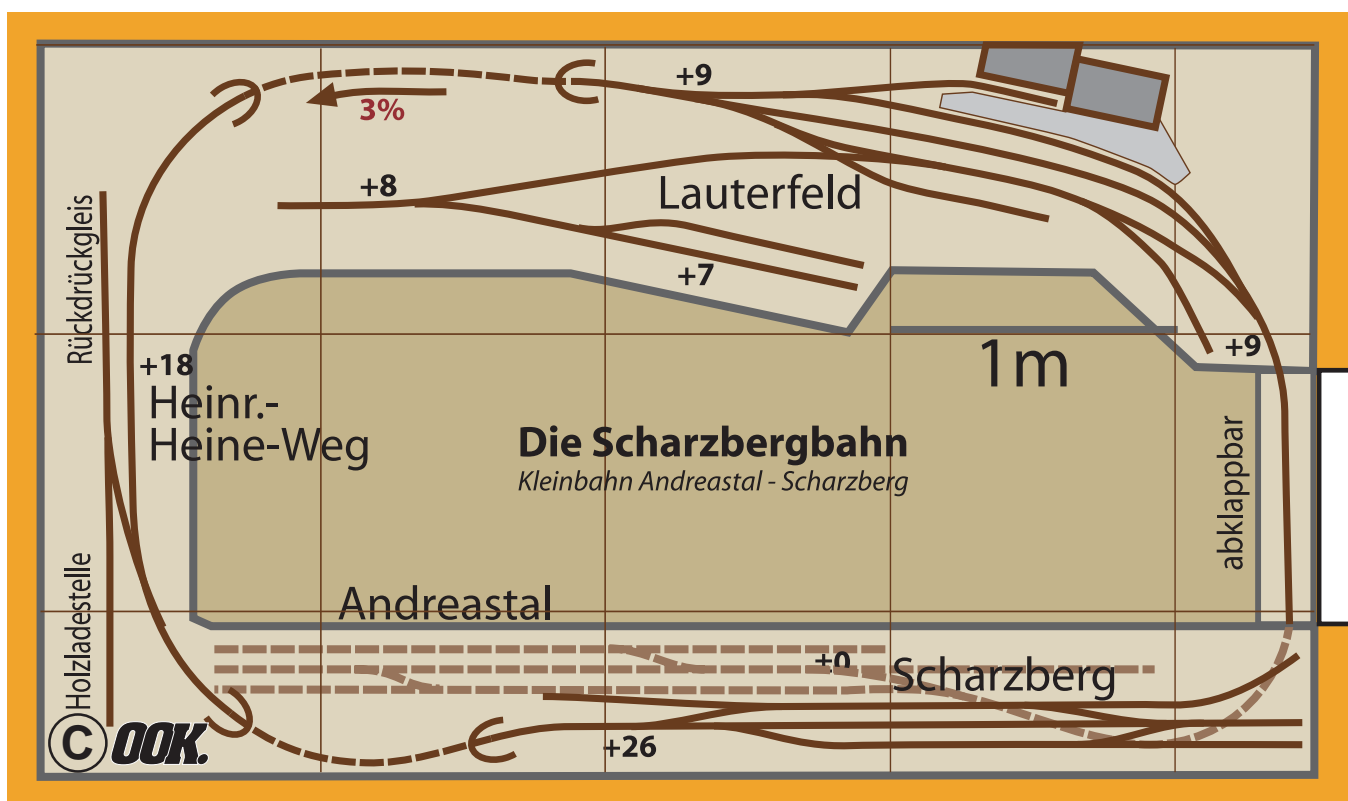 +9
3%
+8
Lauterfeld
Rückdrückgleis
+7
+9
1m
+18
Heinr.-
Heine-Weg
Die Scharzbergbahn
Kleinbahn Andreastal - Scharzberg
abklappbar
Holzladestelle
Andreastal
+0
Scharzberg
© OOK.
+26